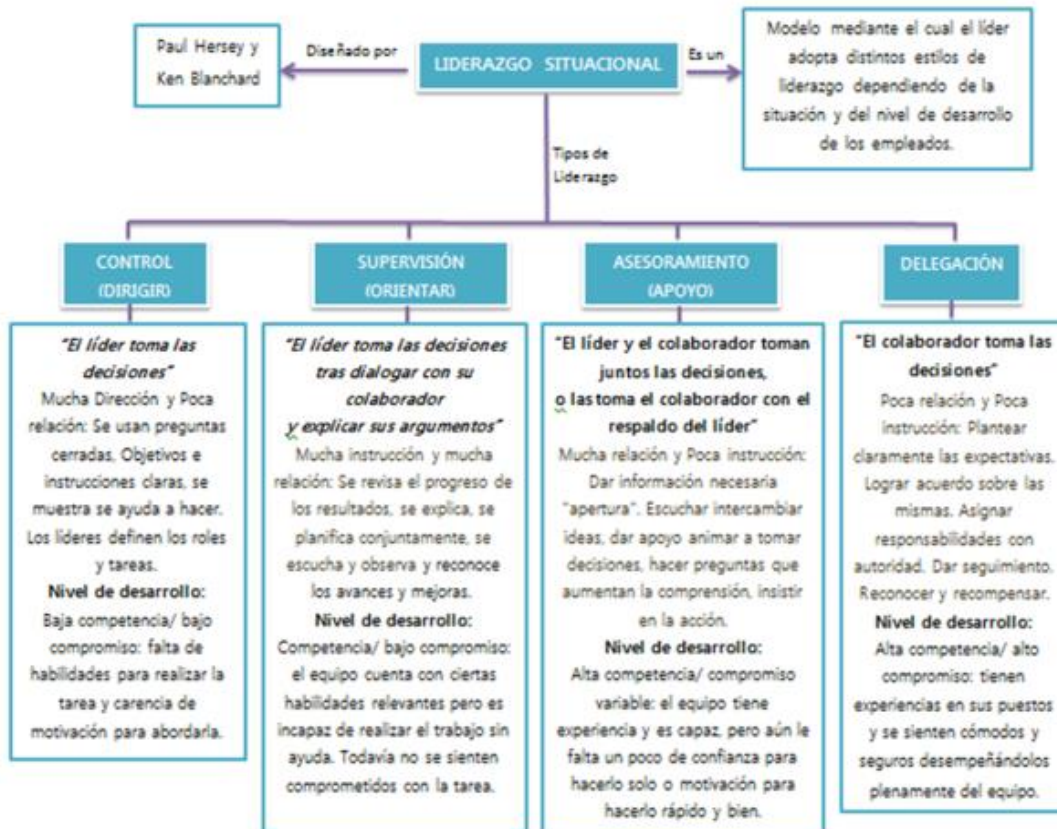 Paul Hersey y
Ken Blanchard
Diseñado por
LIDERAZGO SITUACIONAL
Es un
Modelo mediante el cual el líder
adopta distintos estilos de
liderazgo dependiendo de la
situación y del nivel de desarrollo
de los empleados.
Tipos de
Liderazgo
CONTROL
(DIRIGIR)
"El líder toma las
decisiones"
Mucha Dirección y Poca
relación: Se usan preguntas
cerradas, Objetivos e
instrucciones claras, se
muestra se ayuda a hacer.
Los líderes definen los roles
y tareas.
Nivel de desarrollo:
Baja competencia/ bajo
compromiso: falta de
habilidades para realizar la
tarea y carencia de
motivación para abordarla.
SUPERVISIÓN
(ORIENTAR)
"El líder toma las decisiones
tras dialogar con su
colaborador
y explicar sus argumentos"
Mucha instrucción y mucha
relación: Se revisa el progreso de
los resultados, se explica, se
planifica conjuntamente, se
escucha y observa y reconoce
los avances y mejoras.
Nivel de desarrollo:
Competencia/ bajo compromiso:
el equipo cuenta con ciertas
habilidades relevantes pero es
incapaz de realizar el trabajo sin
ayuda. Todavía no se sienten
comprometidos con la tarea.
ASESORAMIENTO
(APOYO)
"El líder y el colaborador toman
juntos las decisiones,
o las toma el colaborador con el
respaldo del líder"
Mucha relación y Poca instrucción:
Dar información necesaria
"apertura". Escuchar intercambiar
ideas, dar apoyo animar a tomar
decisiones, hacer preguntas que
aumentan la comprensión, insistir
en la acción.
Nivel de desarrollo:
Alta competencia/ compromiso
variable: el equipo tiene
experiencia y es capaz, pero aún le
falta un poco de confianza para
hacerlo solo o motivación para
hacerlo rápido y bien.
DELEGACIÓN
"El colaborador toma las
decisiones"
Poca relación y Poca
instrucción: Plantear
claramente las expectativas.
Lograr acuerdo sobre las
mismas. Asignar
responsabilidades con
autoridad. Dar seguimiento.
Reconocer y recompensar.
Nivel de desarrollo:
Alta competencia/ alto
compromiso: tienen
experiencias en sus puestos
y se sienten cómodos y
seguros desempeñándolos
plenamente del equipo.